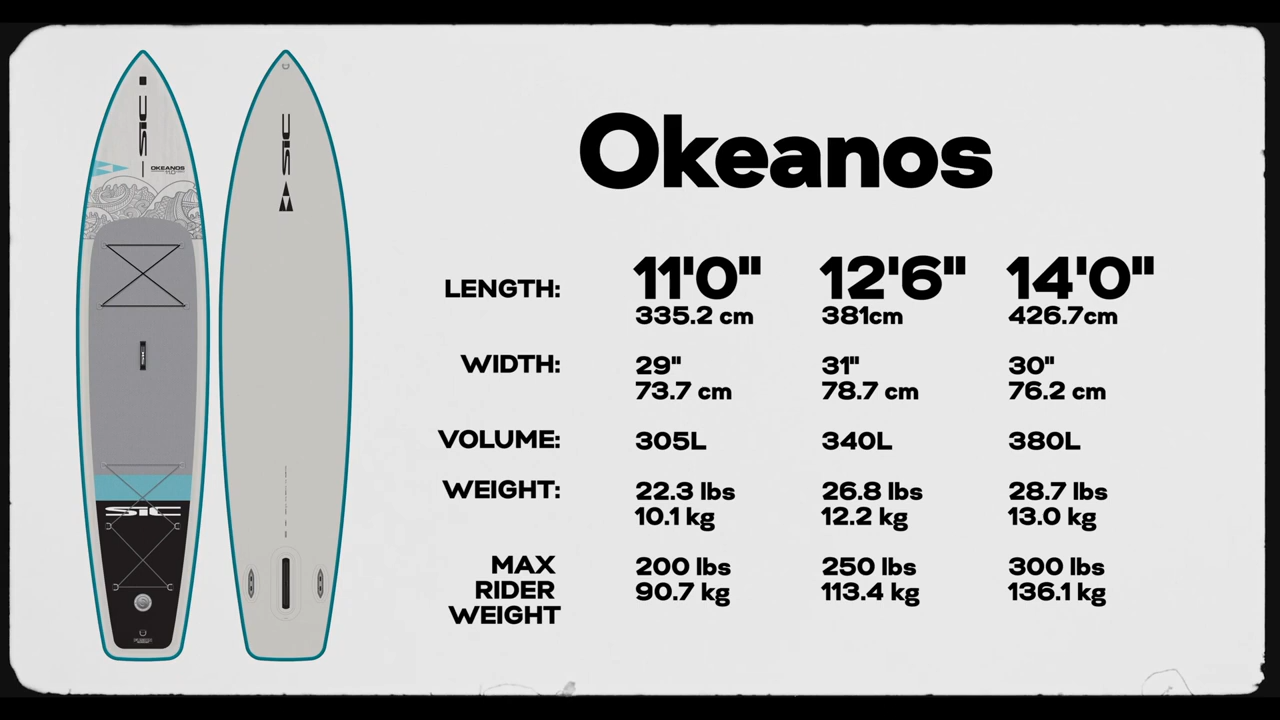 SIC
OKEANOS
11.0
SIC
SIC
Okeanos
LENGTH: 11'0" 12'6" 14'0"
335.2 cm 381cm 426.7cm
WIDTH: 29" 31" 30"
73.7 cm 78.7 cm 76.2 cm
VOLUME: 305L 340L 380L
WEIGHT: 22.3 lbs 26.8 lbs 28.7 lbs
10.1 kg 12.2 kg 13.0 kg
MAX 200 lbs 250 lbs 300 lbs
RIDER 90.7 kg 113.4 kg 136.1 kg
WEIGHT